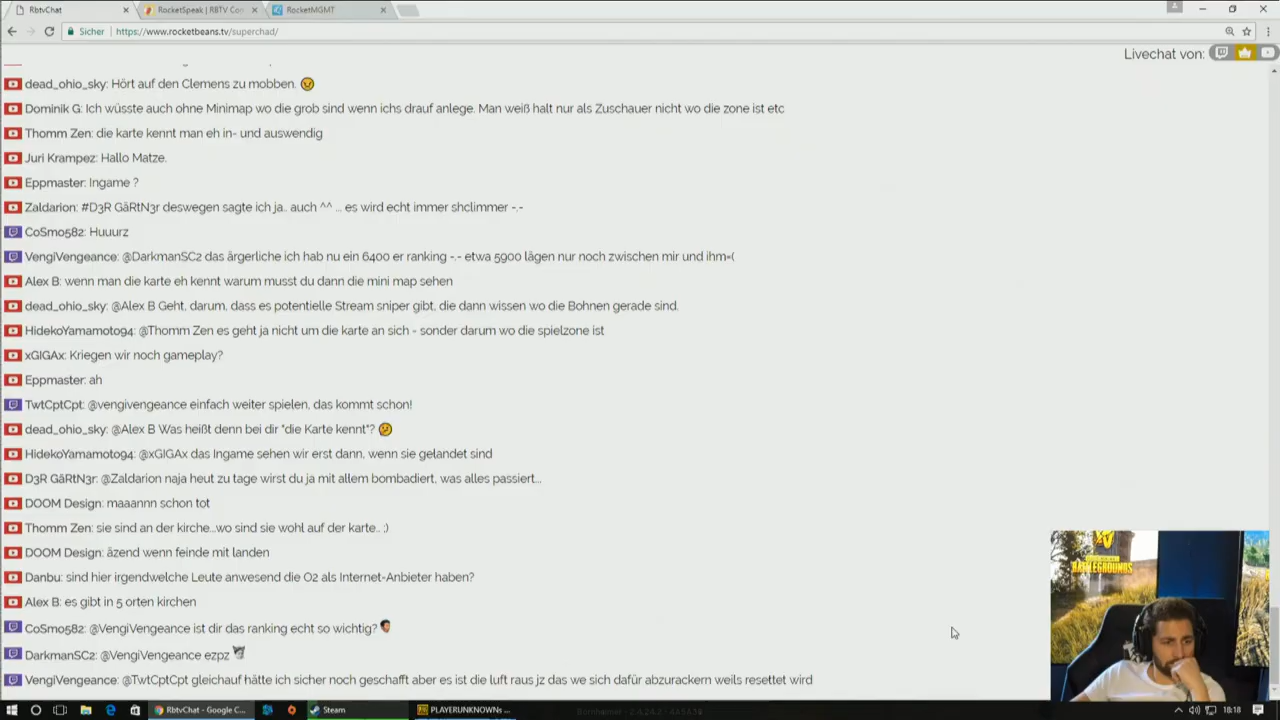 RbtvChat
RocketSpeak | RBTV Co
RocketMGMT
Sicher https://www.rocketbeans.tv/superchad/
Livechat von:
dead_ohio_sky: Hört auf den Clemens zu mobben.
Dominik G: Ich wüsste auch ohne Minimap wo die grob sind wenn ichs drauf anlege. Man weiß halt nur als Zuschauer nicht wo die zone ist etc
Thomm Zen: die karte kennt man eh in- und auswendig
Juri Krampez: Hallo Matze.
Eppmaster: Ingame ?
Zaldarion: #D3R GäRtN3r deswegen sagte ich ja.. auch ^^ ... es wird echt immer shclimmer -.-
CoSmo582: Huuurz
VengiVengeance: @DarkmanSC2 das ärgerliche ich hab nu ein 6400 er ranking -.- etwa 5900 lägen nur noch zwischen mir und ihm=(
Alex B: wenn man die karte eh kennt warum musst du dann die mini map sehen
dead_ohio_sky: @Alex B Geht, darum, dass es potentielle Stream sniper gibt, die dann wissen wo die Bohnen gerade sind.
HidekoYamamoto94: @Thomm Zen es geht ja nicht um die karte an sich - sonder darum wo die spielzone ist
xGIGAx: Kriegen wir noch gameplay?
Eppmaster: ah
TwtCptCpt: @vengivengeance einfach weiter spielen, das kommt schon!
dead_ohio_sky: @Alex B Was heißt denn bei dir "die Karte kennt"?
HidekoYamamoto94: @xGIGAx das Ingame sehen wir erst dann, wenn sie gelandet sind
D3R GäRtN3r: @Zaldarion naja heut zu tage wirst du ja mit allem bombadiert, was alles passiert...
DOOM Design: maaannn schon tot
Thomm Zen: sie sind an der kirche...wo sind sie wohl auf der karte.. ;)
DOOM Design: äzend wenn feinde mit landen
Danbu: sind hier irgendwelche Leute anwesend die O2 als Internet-Anbieter haben?
Alex B: es gibt in 5 orten kirchen
CoSmo582: @VengiVengeance ist dir das ranking echt so wichtig?
DarkmanSC2: @VengiVengeance ezpz
VengiVengeance: @TwtCptCpt gleichauf hätte ich sicher noch geschafft aber es ist die luft raus jz das we sich dafür abzurackern weils resettet wird
BATTLEGROUNDS
RbtvChat - Google C...
Steam
PLAYERUNKNOWNs ...
18:18